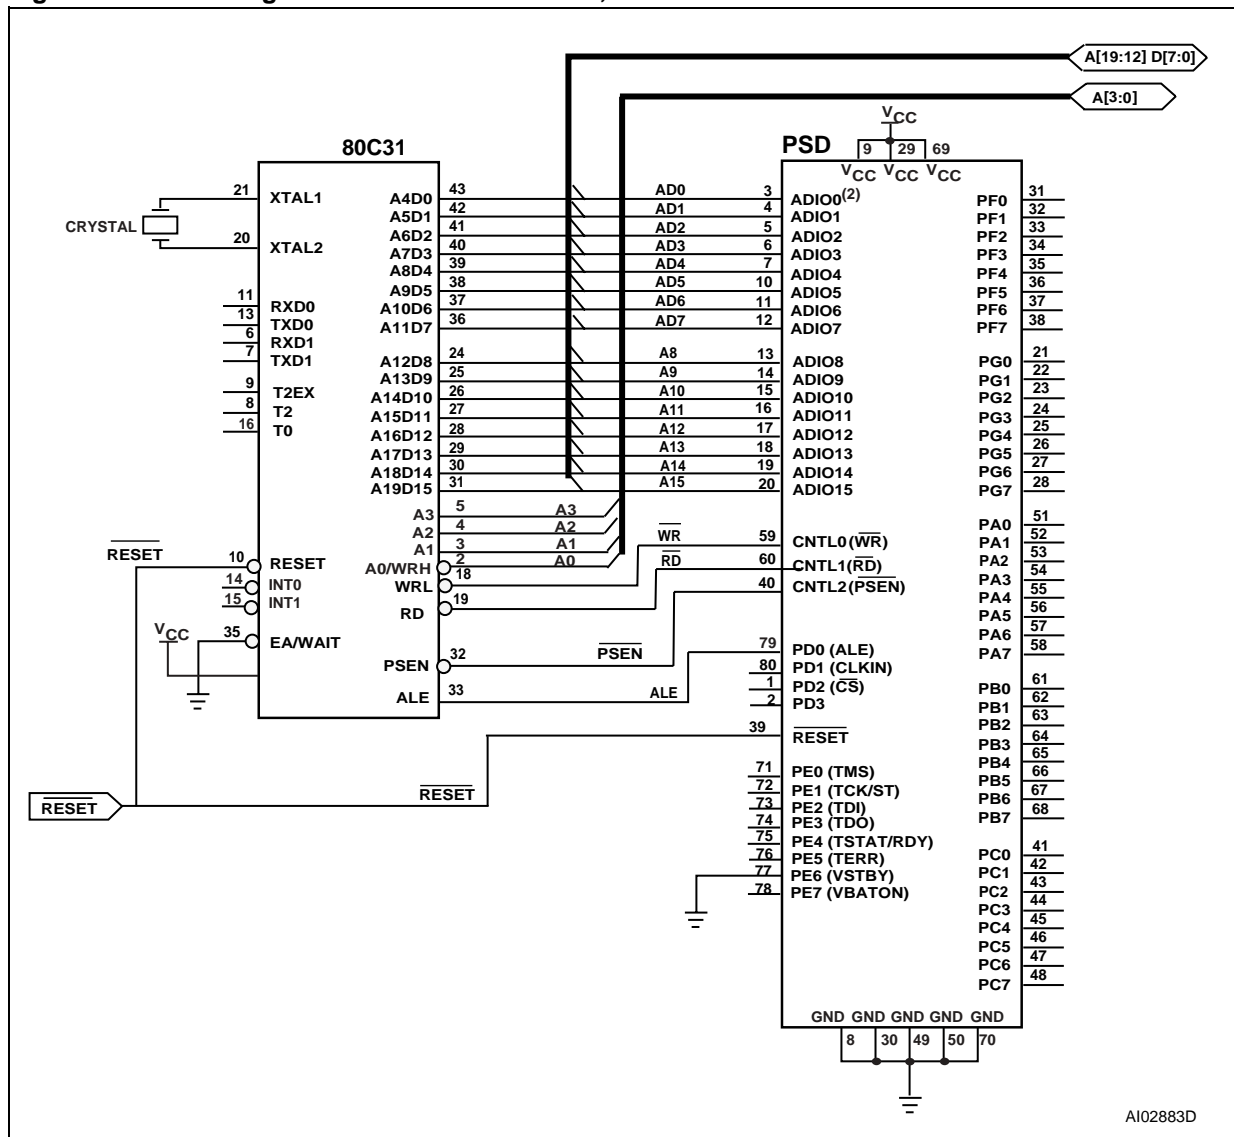 A[19:12] D[7:0]
A[3:0]
80C31
PSD
VCC
9 29 69
VCC VCC VCC
CRYSTAL
21 XTAL1
20 XTAL2
11 RXD0
13 TXD0
6 RXD1
7 TXD1
9 T2EX
8 T2
16 T0
RESET
10 RESET
14 INT0
15 INT1
VCC
35 EA/WAIT
A4D0 43 AD0 3 ADIO0(2)
A5D1 42 AD1 4 ADIO1
A6D2 41 AD2 5 ADIO2
A7D3 40 AD3 6 ADIO3
A8D4 39 AD4 7 ADIO4
A9D5 38 AD5 10 ADIO5
A10D6 37 AD6 11 ADIO6
A11D7 36 AD7 12 ADIO7
A12D8 24 A8 13 ADIO8
A13D9 25 A9 14 ADIO9
A14D10 26 A10 15 ADIO10
A15D11 27 A11 16 ADIO11
A16D12 28 A12 17 ADIO12
A17D13 29 A13 18 ADIO13
A18D14 30 A14 19 ADIO14
A19D15 31 A15 20 ADIO15
A3 5 A3
A2 4 A2
A1 3 A1
A0/WRH 2 A0
WRL 18 WR 59 CNTL0(WR)
RD 19 RD 60 CNTL1(RD)
PSEN 32 PSEN 40 CNTL2(PSEN)
ALE 33 ALE 79 PD0 (ALE)
80 PD1 (CLKIN)
1 PD2 (CS)
2 PD3
39 RESET
RESET
RESET
71 PE0 (TMS)
72 PE1 (TCK/ST)
73 PE2 (TDI)
74 PE3 (TDO)
75 PE4 (TSTAT/RDY)
76 PE5 (TERR)
77 PE6 (VSTBY)
78 PE7 (VBATON)
PF0 31
PF1 32
PF2 33
PF3 34
PF4 35
PF5 36
PF6 37
PF7 38
PG0 21
PG1 22
PG2 23
PG3 24
PG4 25
PG5 26
PG6 27
PG7 28
PA0 51
PA1 52
PA2 53
PA3 54
PA4 55
PA5 56
PA6 57
PA7 58
PB0 61
PB1 62
PB2 63
PB3 64
PB4 65
PB5 66
PB6 67
PB7 68
PC0 41
PC1 42
PC2 43
PC3 44
PC4 45
PC5 46
PC6 47
PC7 48
GND GND GND GND GND
8 30 49 50 70
AI02883D